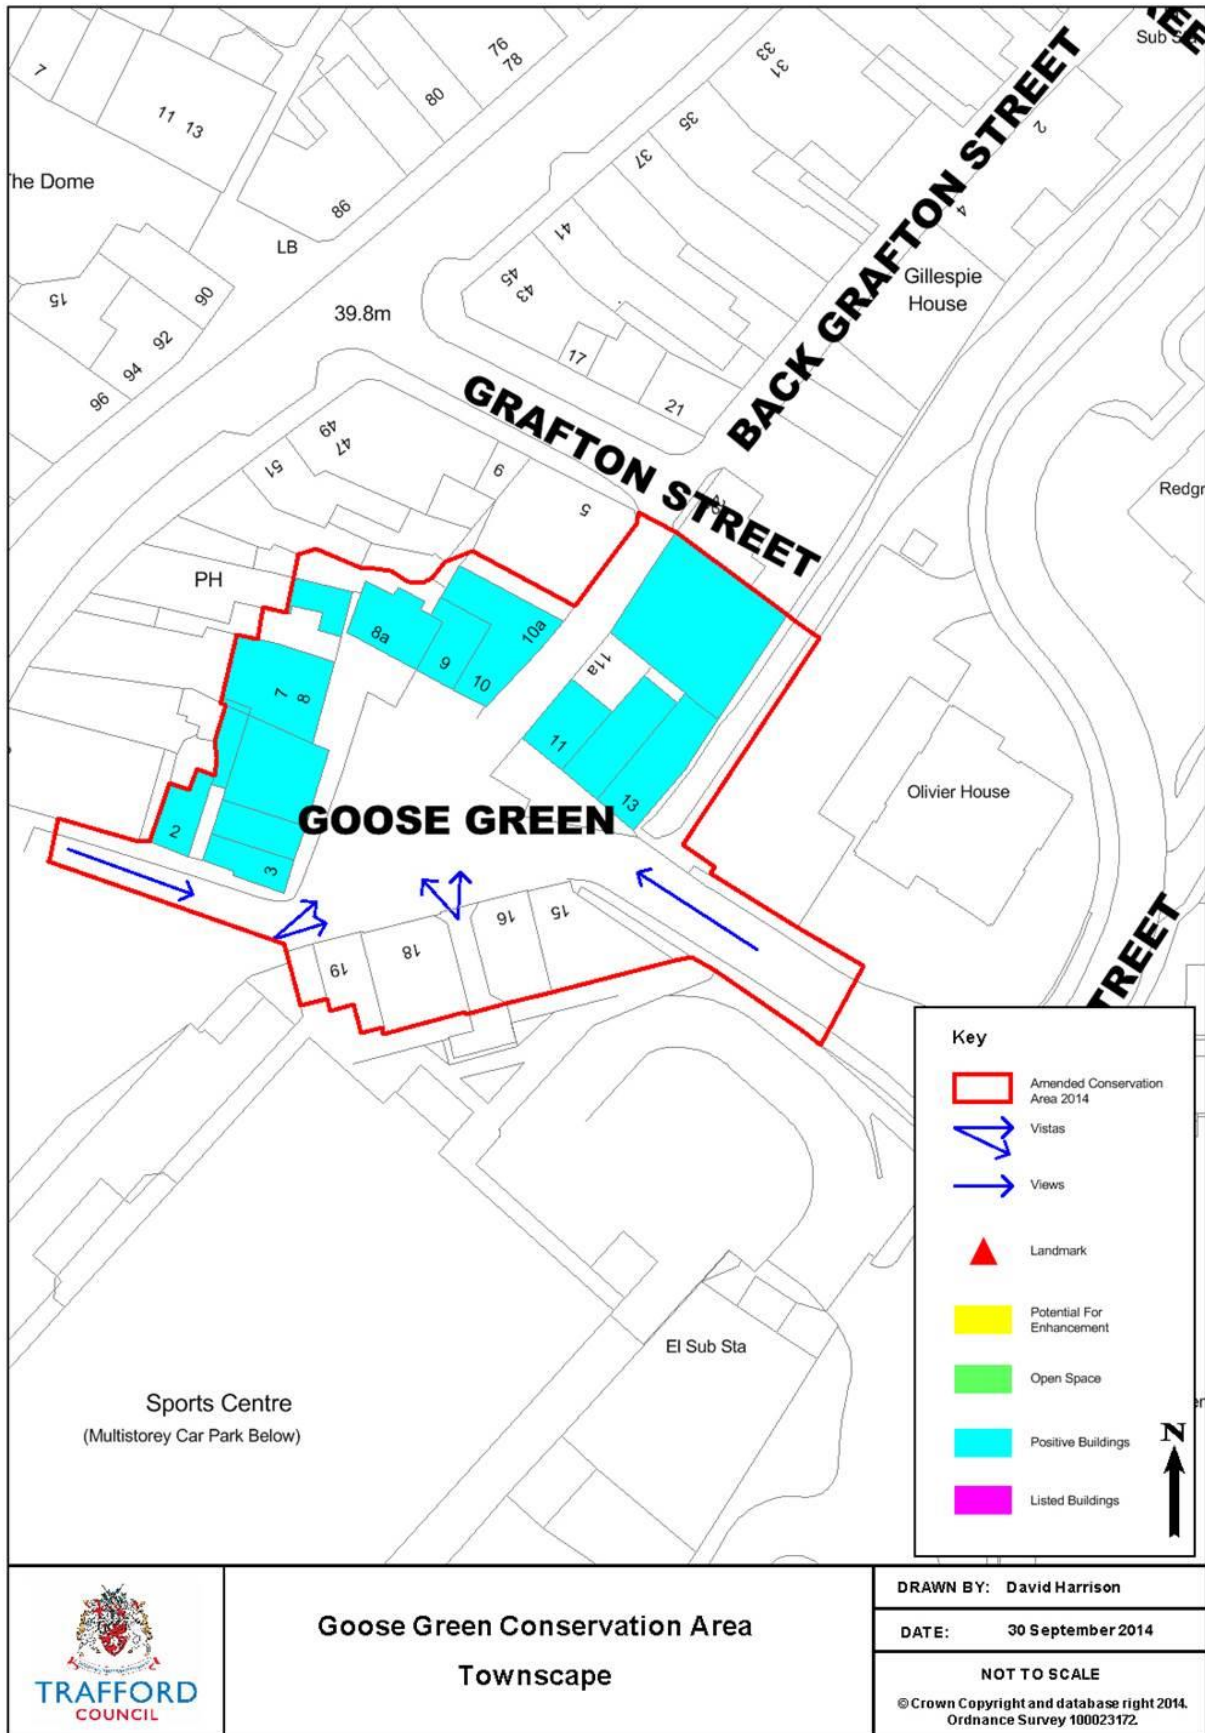 7
11 13
76
78
80
The Dome
86
LB
15
90
92
94
96
39.8m
33
31
35
37
41
45
43
17
21
2
4
Sub Sta
BACK GRAFTON STREET
Gillespie
House
GRAFTON STREET
49
47
51
9
5
PH
8a
9
10
10a
11a
11
13
7
8
2
3
GOOSE GREEN
Olivier House
15
16
18
19
STREET
El Sub Sta
Sports Centre
(Multistorey Car Park Below)
Key
Amended Conservation
Area 2014
Vistas
Views
Landmark
Potential For
Enhancement
Open Space
Positive Buildings
Listed Buildings
N
TRAFFORD
COUNCIL
Goose Green Conservation Area
Townscape
DRAWN BY: David Harrison
DATE: 30 September 2014
NOT TO SCALE
© Crown Copyright and database right 2014.
Ordnance Survey 100023172.